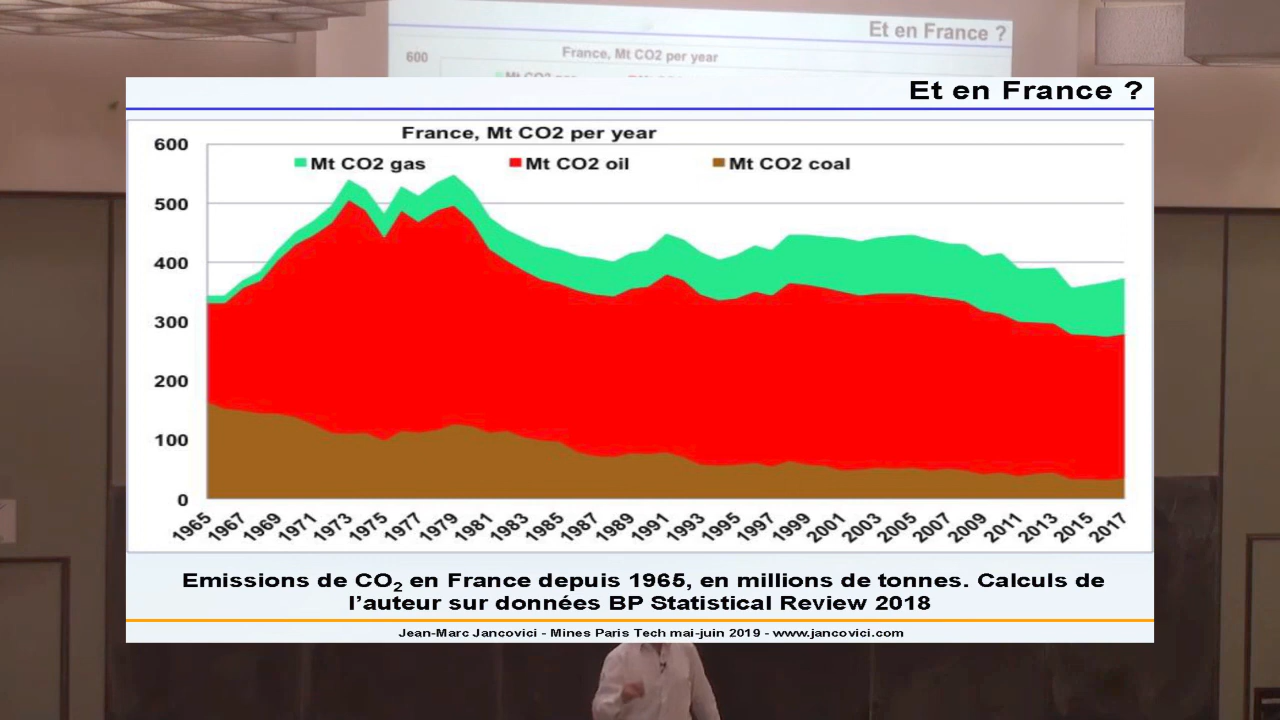 Et en France ?
France, Mt CO2 per year
600
Et en France ?
France, Mt CO2 per year
Mt CO2 gas Mt CO2 oil Mt CO2 coal
600
500
400
300
200
100
0
1965 1967 1969 1971 1973 1975 1977 1979 1981 1983 1985 1987 1989 1991 1993 1995 1997 1999 2001 2003 2005 2007 2009 2011 2013 2015 2017
Emissions de CO₂ en France depuis 1965, en millions de tonnes. Calculs de
l'auteur sur données BP Statistical Review 2018
Jean-Marc Jancovici - Mines Paris Tech mai-juin 2019 - www.jancovici.com